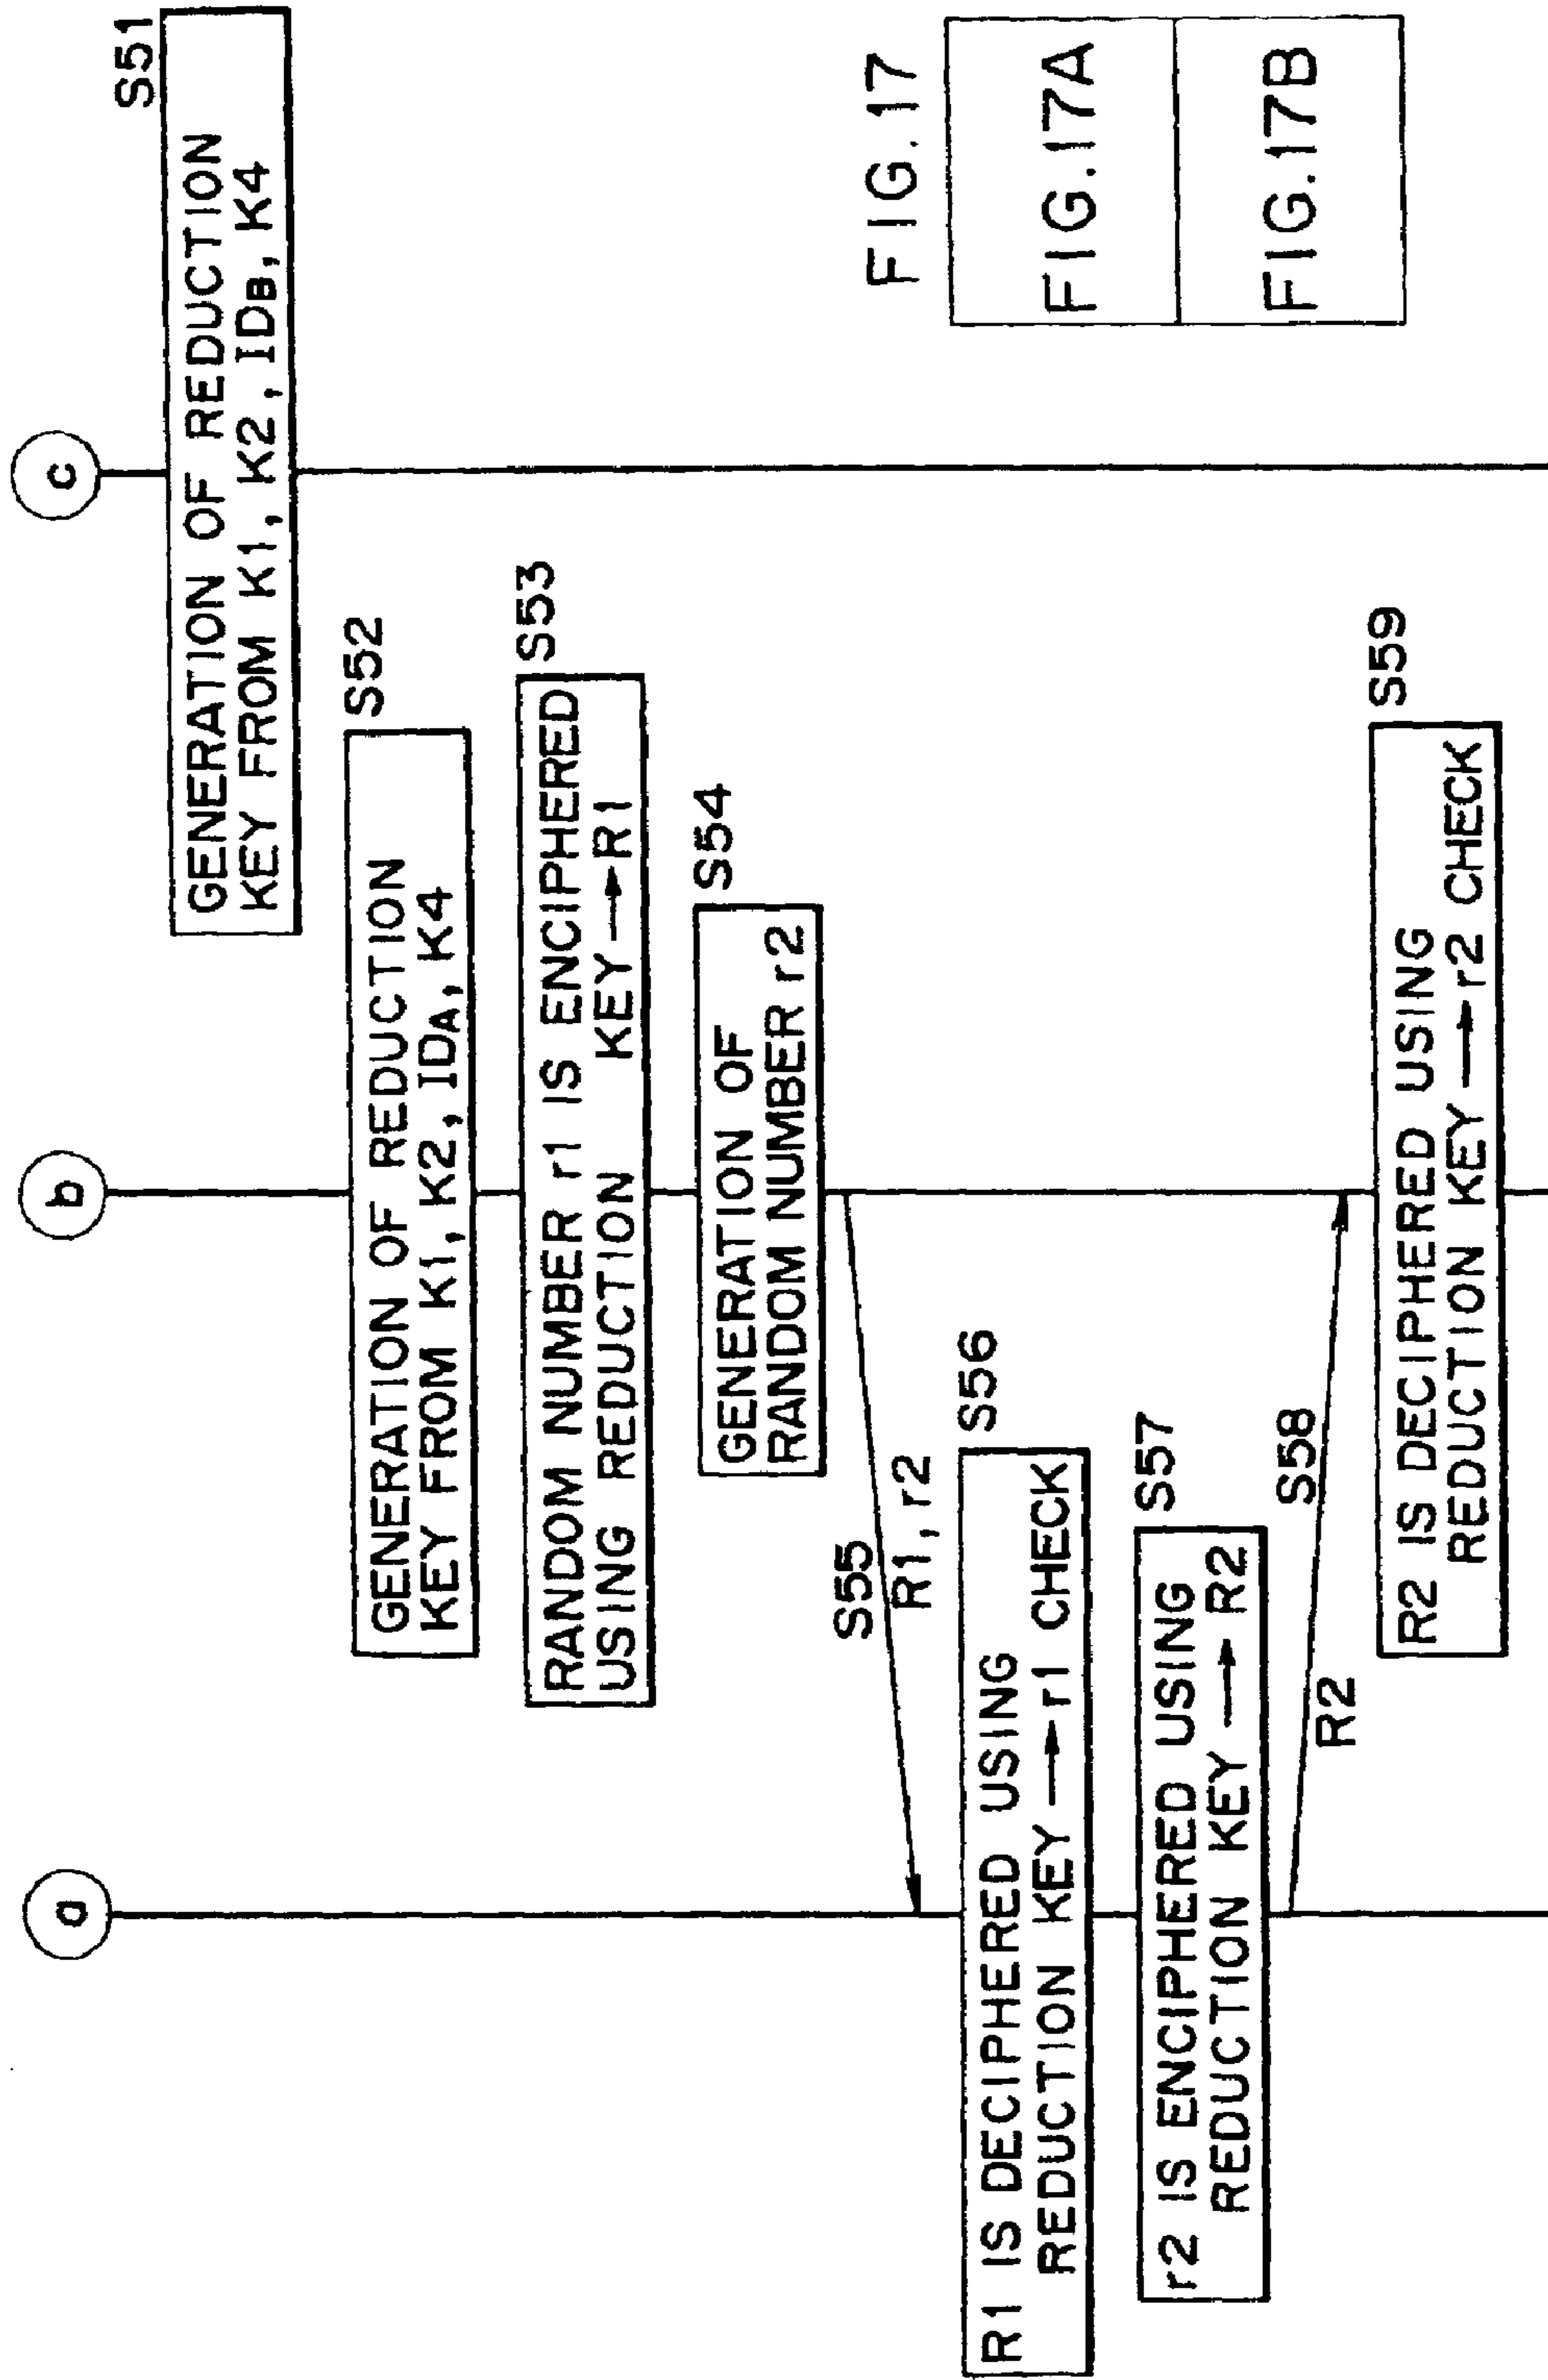 a
b
c
S51
GENERATION OF REDUCTION
KEY FROM K1, K2, IDB, K4
S52
GENERATION OF REDUCTION
KEY FROM K1, K2, IDA, K4
S53
RANDOM NUMBER r1 IS ENCIPHERED
USING REDUCTION KEY → R1
S54
GENERATION OF
RANDOM NUMBER r2
S55
R1, r2
S56
R1 IS DECIPHERED USING
REDUCTION KEY → r1 CHECK
S57
r2 IS ENCIPHERED USING
REDUCTION KEY → R2
S58
R2
S59
R2 IS DECIPHERED USING
REDUCTION KEY → r2 CHECK
FIG.17
FIG.17A
FIG.17B